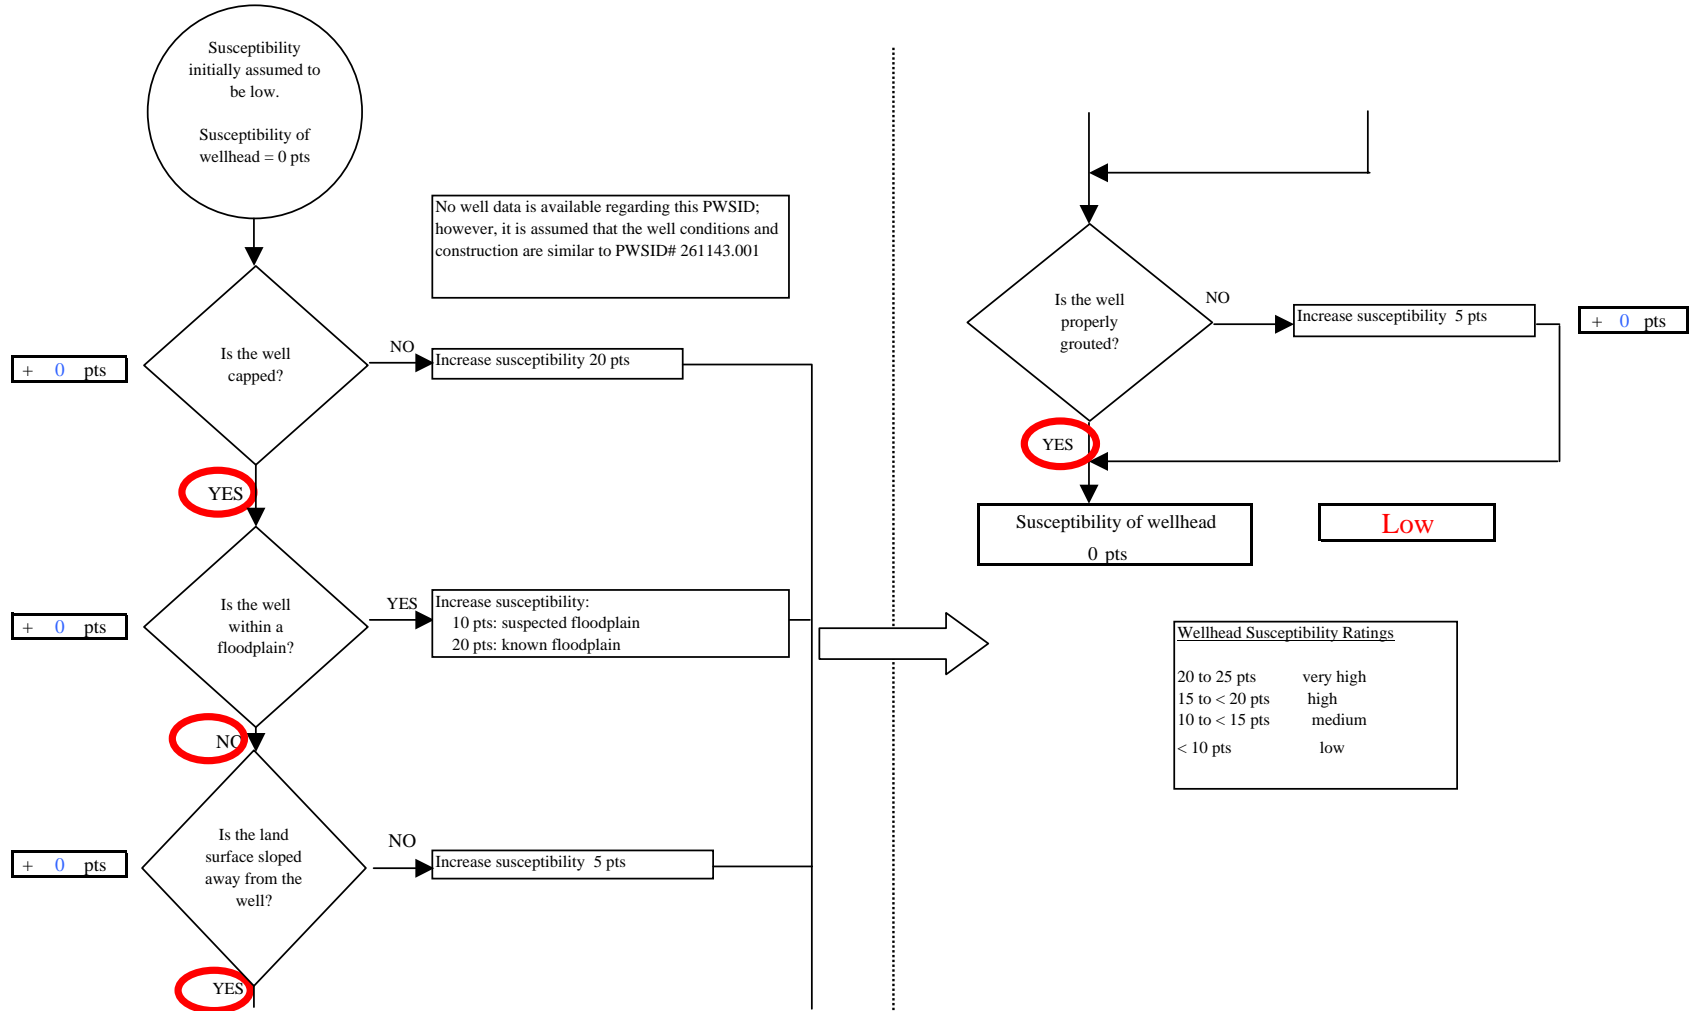 Susceptibility
initially assumed to
be low.
Susceptibility of
wellhead = 0 pts
No well data is available regarding this PWSID;
however, it is assumed that the well conditions and
construction are similar to PWSID# 261143.001
+ 0 pts
Is the well
capped?
NO
Increase susceptibility 20 pts
YES
+ 0 pts
Is the well
within a
floodplain?
YES
Increase susceptibility:
10 pts: suspected floodplain
20 pts: known floodplain
NO
+ 0 pts
Is the land
surface sloped
away from the
well?
NO
Increase susceptibility 5 pts
YES
Is the well
properly
grouted?
NO
Increase susceptibility 5 pts
+ 0 pts
YES
Susceptibility of wellhead
0 pts
Low
Wellhead Susceptibility Ratings
20 to 25 pts very high
15 to < 20 pts high
10 to < 15 pts medium
< 10 pts low